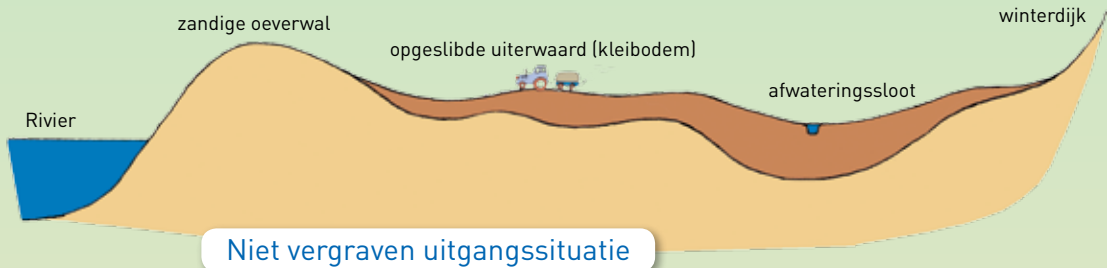 zandige oeverwal
winterdijk
opgeslibde uiterwaard (kleibodem)
afwateringssloot
Rivier
Niet vergraven uitgangssituatie